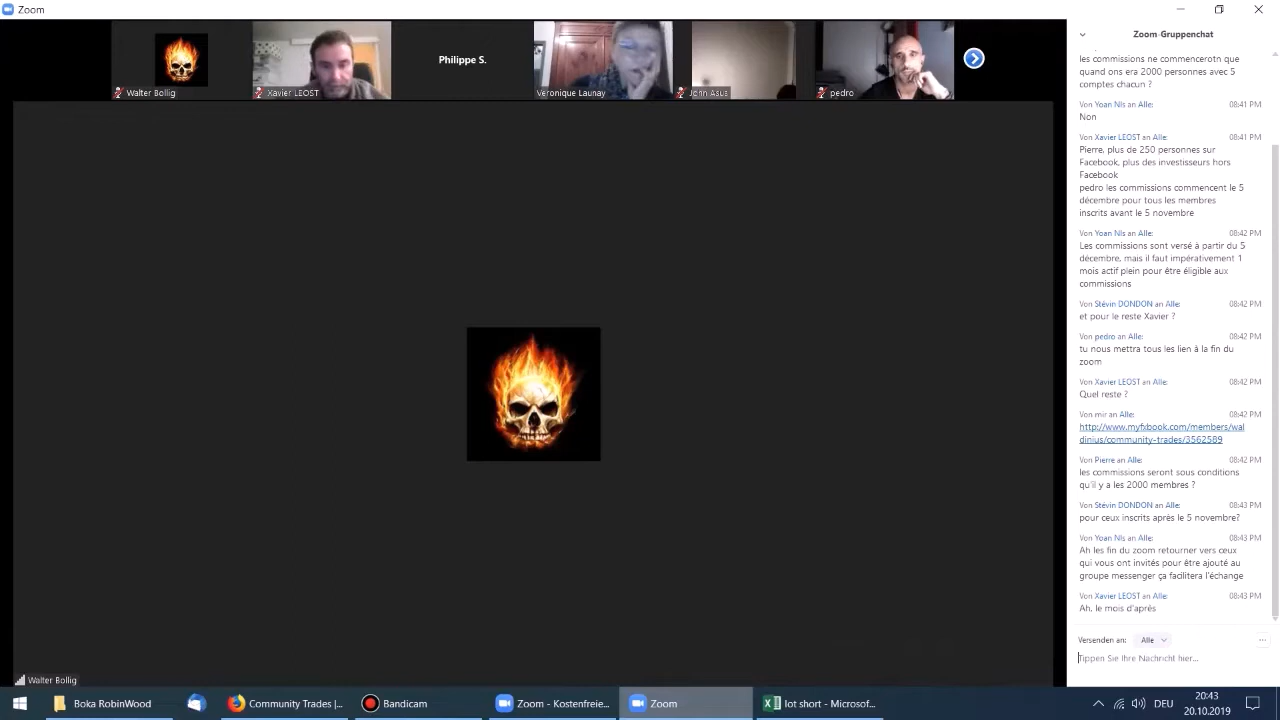 Zoom
Walter Bollig
Xavier LEOST
Philippe S.
Veronique Launay
John Asus
pedro
Walter Bollig
Zoom-Gruppenchat
les commissions ne commencerotn que
quand ons era 2000 personnes avec 5
comptes chacun ?
Von Yoan Nls an Alle: 08:41 PM
Non
Von Xavier LEOST an Alle: 08:41 PM
Pierre, plus de 250 personnes sur
Facebook, plus des investisseurs hors
Facebook
pedro les commissions commencent le 5
décembre pour tous les membres
inscrits avant le 5 novembre
Von Yoan Nls an Alle: 08:42 PM
Les commissions sont versé à partir du 5
décembre, mais il faut impérativement 1
mois actif plein pour être éligible aux
commissions
Von Stévin DONDON an Alle: 08:42 PM
et pour le reste Xavier ?
Von pedro an Alle: 08:42 PM
tu nous mettra tous les lien à la fin du
zoom
Von Xavier LEOST an Alle: 08:42 PM
Quel reste ?
Von mir an Alle: 08:42 PM
http://www.myfxbook.com/members/wal
dinius/community-trades/3562589
Von Pierre an Alle: 08:42 PM
les commissions seront sous conditions
qu'il y a les 2000 membres ?
Von Stévin DONDON an Alle: 08:43 PM
pour ceux inscrits après le 5 novembre?
Von Yoan Nls an Alle: 08:43 PM
Ah les fin du zoom retourner vers ceux
qui vous ont invités pour être ajouté au
groupe messenger ça facilitera l'échange
Von Xavier LEOST an Alle: 08:43 PM
Ah, le mois d'après
Versenden an: Alle
Tippen Sie Ihre Nachricht hier...
Boka RobinWood
Community Trades |...
Bandicam
Zoom - Kostenfreie...
Zoom
lot short - Microsof...
DEU
20:43
20.10.2019